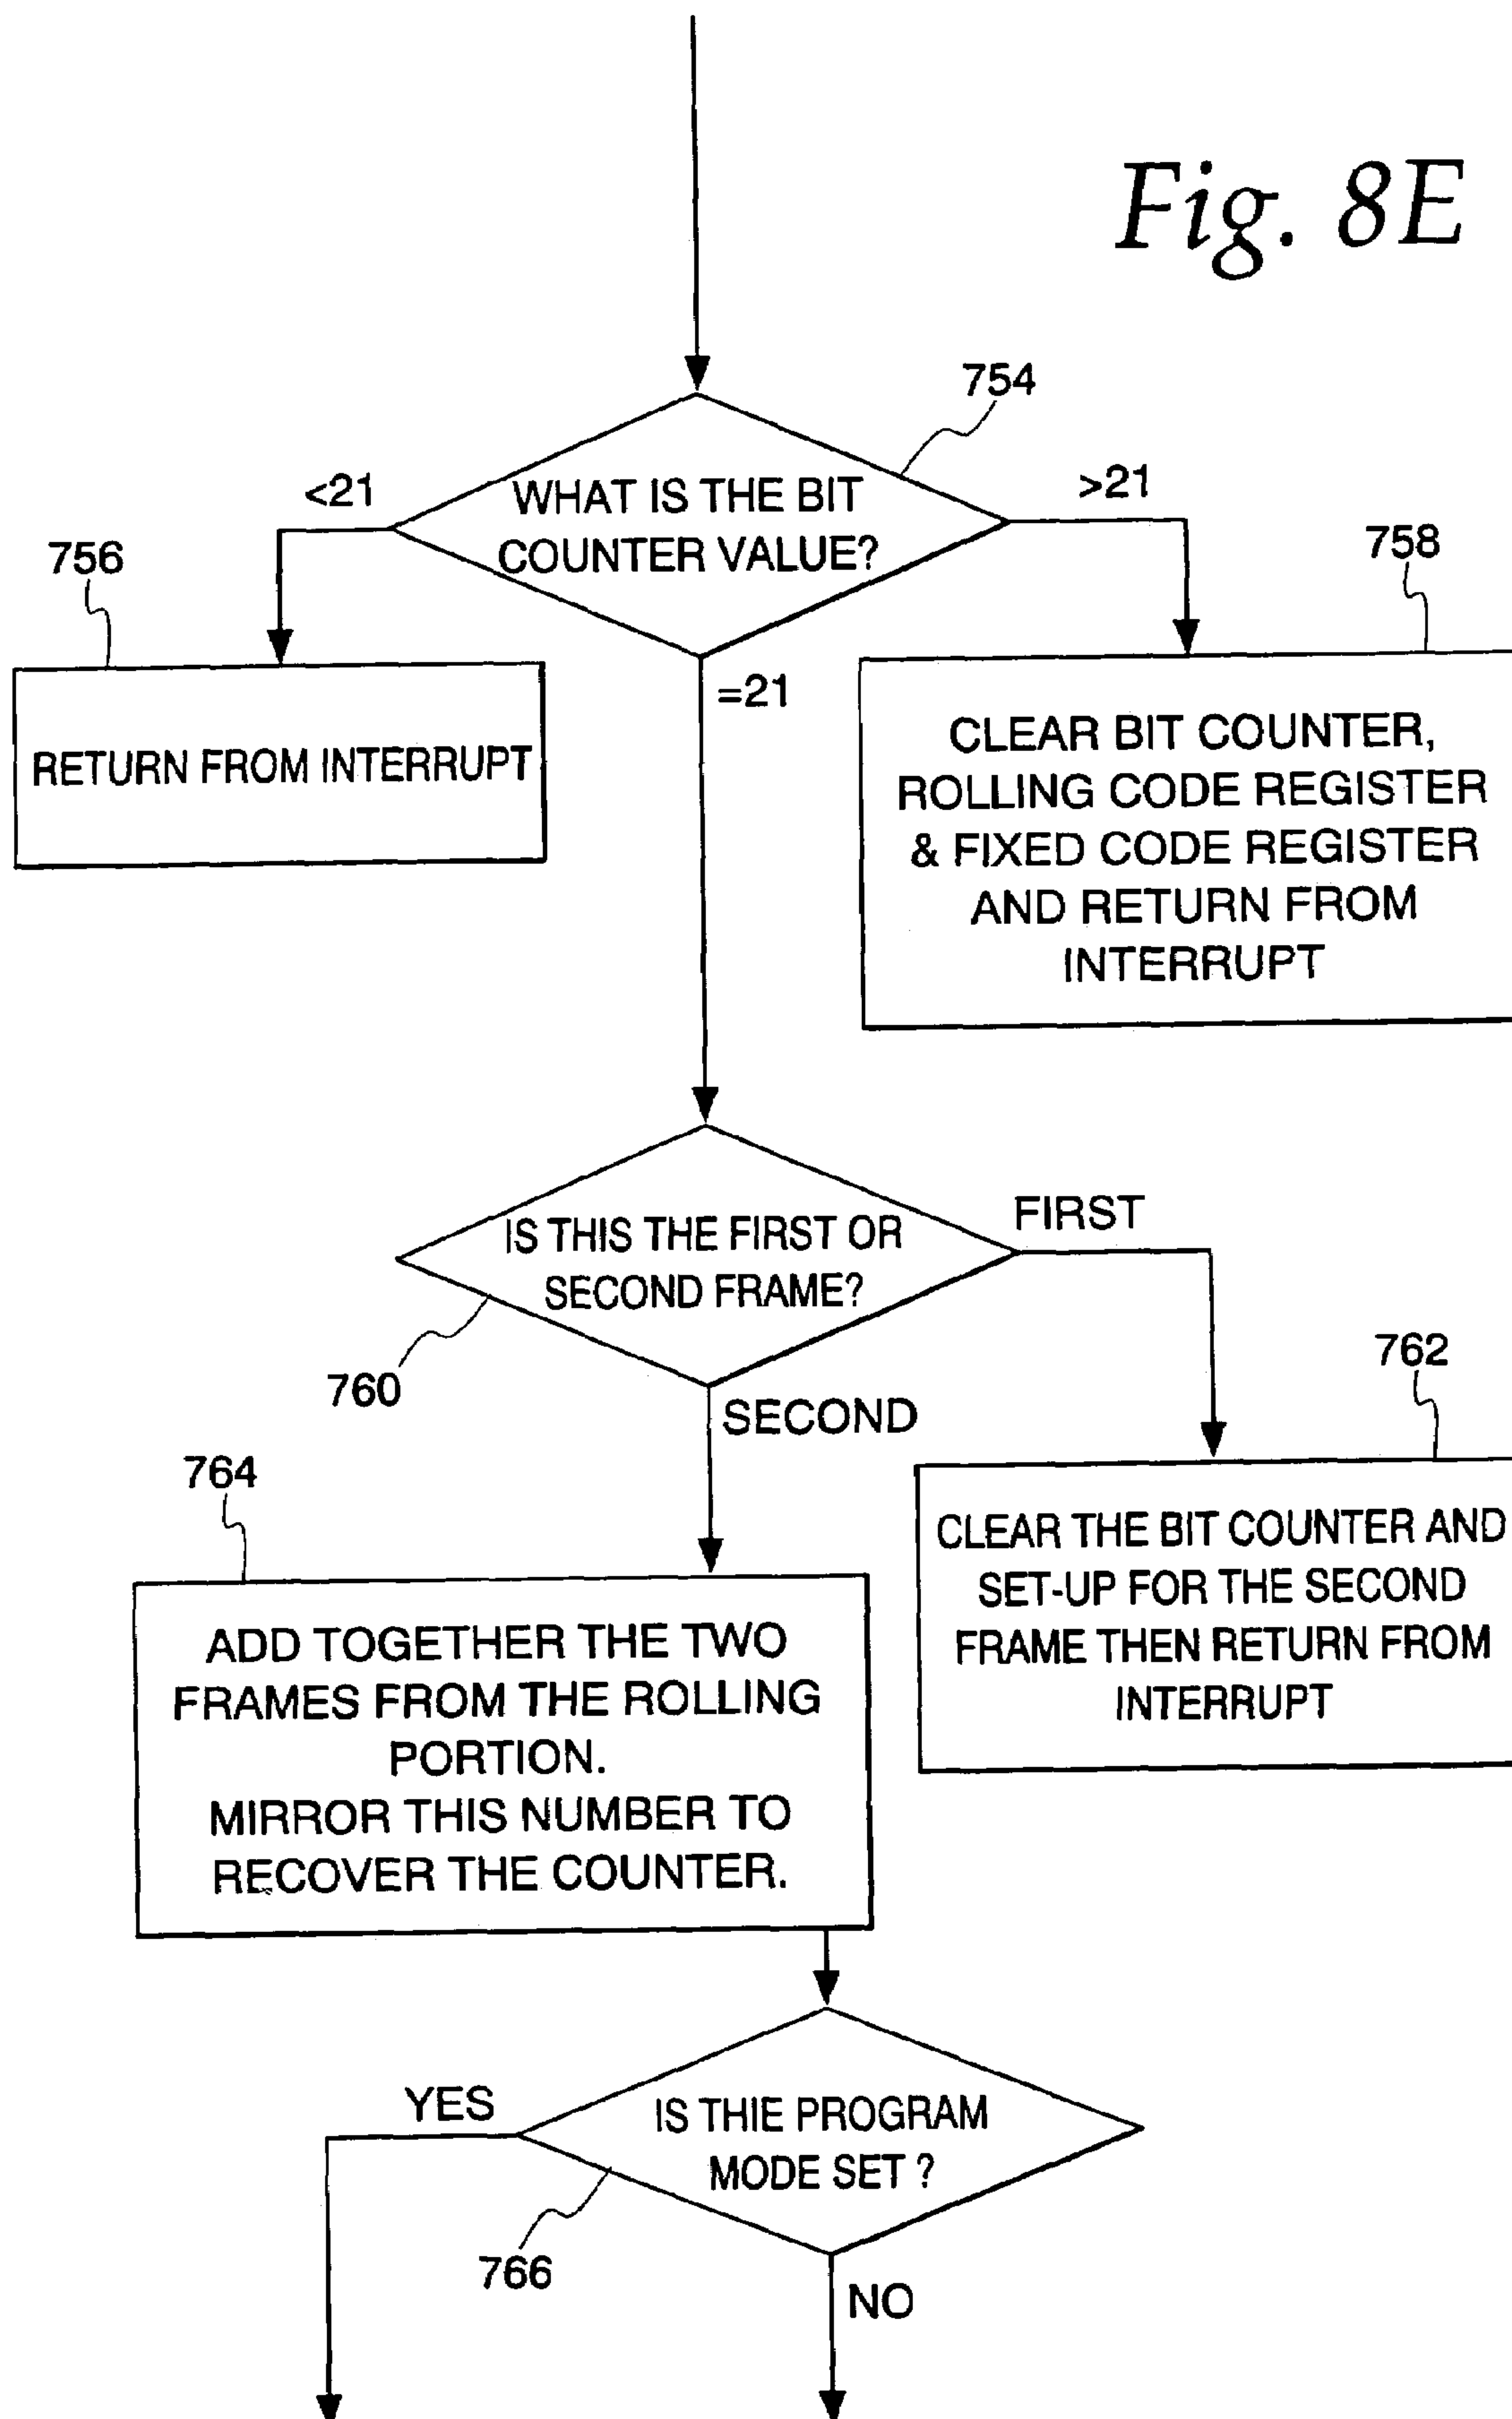 Fig. 8E
754
<21
WHAT IS THE BIT
COUNTER VALUE?
>21
756
758
=21
RETURN FROM INTERRUPT
CLEAR BIT COUNTER,
ROLLING CODE REGISTER
& FIXED CODE REGISTER
AND RETURN FROM
INTERRUPT
IS THIS THE FIRST OR
SECOND FRAME?
FIRST
760
762
SECOND
764
CLEAR THE BIT COUNTER AND
SET-UP FOR THE SECOND
FRAME THEN RETURN FROM
INTERRUPT
ADD TOGETHER THE TWO
FRAMES FROM THE ROLLING
PORTION.
MIRROR THIS NUMBER TO
RECOVER THE COUNTER.
YES
IS THIE PROGRAM
MODE SET ?
766
NO